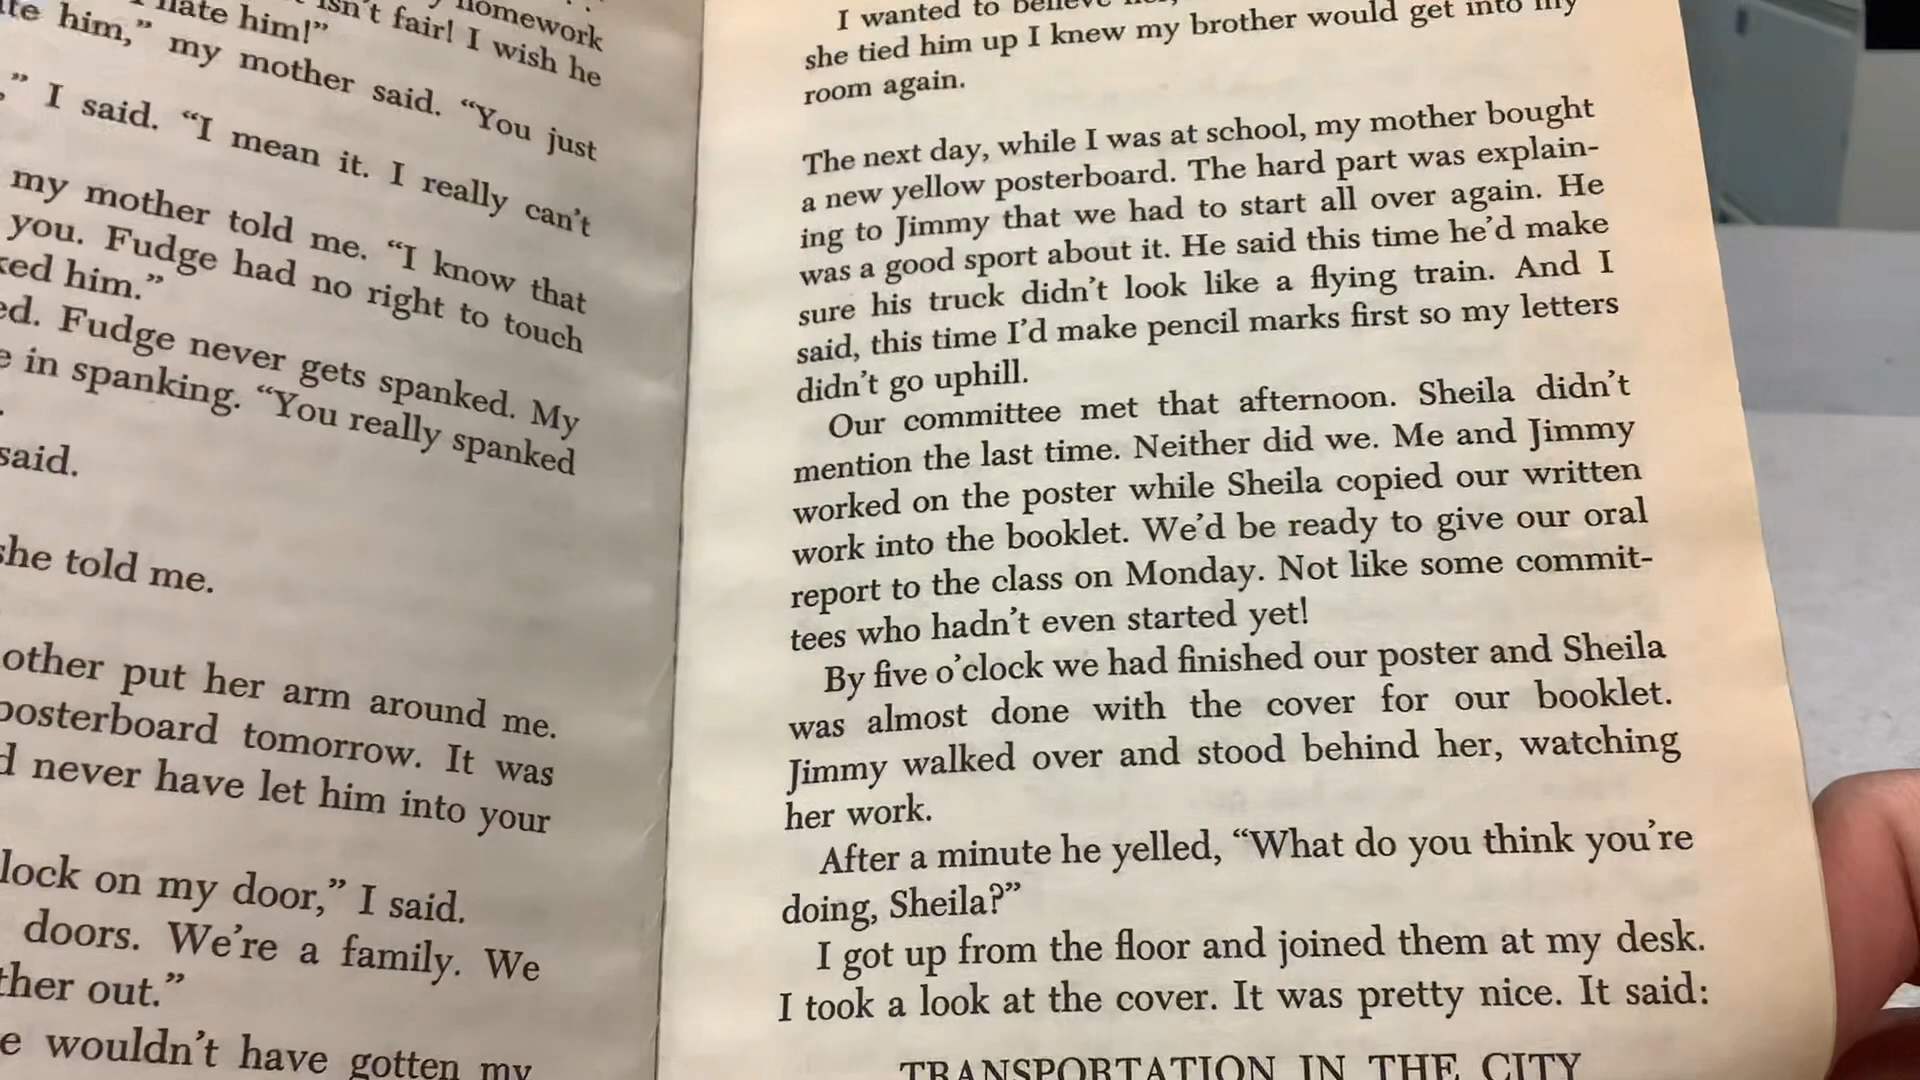 homework
isn't fair! I wish he
hate him!"
him," my mother said. "You just
" I said. "I mean it. I really can't
my mother told me. "I know that
you. Fudge had no right to touch
him."
Fudge never gets spanked. My
in spanking. "You really spanked
said.
she told me.
other put her arm around me.
posterboard tomorrow. It was
never have let him into your
lock on my door," I said.
doors. We're a family. We
out."
wouldn't have gotten my
I wanted to believe
she tied him up I knew my brother would get into my
room again.
The next day, while I was at school, my mother bought
a new yellow posterboard. The hard part was explain-
ing to Jimmy that we had to start all over again. He
was a good sport about it. He said this time he'd make
sure his truck didn't look like a flying train. And I
said, this time I'd make pencil marks first so my letters
didn't go uphill.
Our committee met that afternoon. Sheila didn't
mention the last time. Neither did we. Me and Jimmy
worked on the poster while Sheila copied our written
work into the booklet. We'd be ready to give our oral
report to the class on Monday. Not like some commit-
tees who hadn't even started yet!
By five o'clock we had finished our poster and Sheila
was almost done with the cover for our booklet.
Jimmy walked over and stood behind her, watching
her work.
After a minute he yelled, "What do you think you're
doing, Sheila?"
I got up from the floor and joined them at my desk.
I took a look at the cover. It was pretty nice. It said:
TRANSPORTATION IN THE CITY